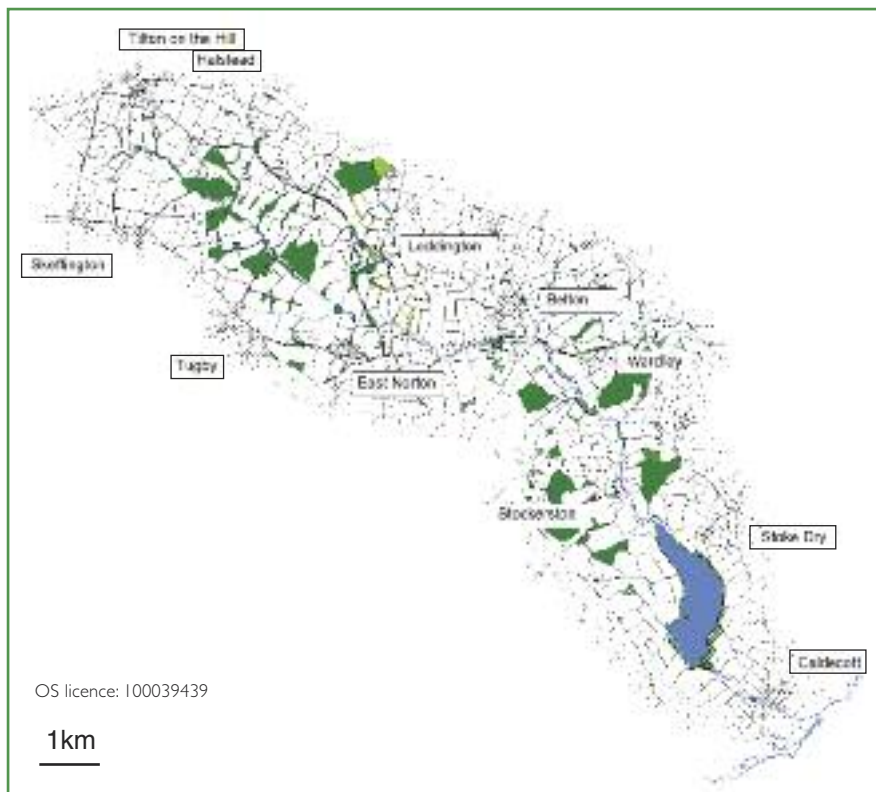 Tilton on the Hill
Halstead
Loddington
Skeffington
Belton
Tugby
East Norton
Wardley
Stockerston
Stoke Dry
Caldecott
OS licence: 100039439
1km